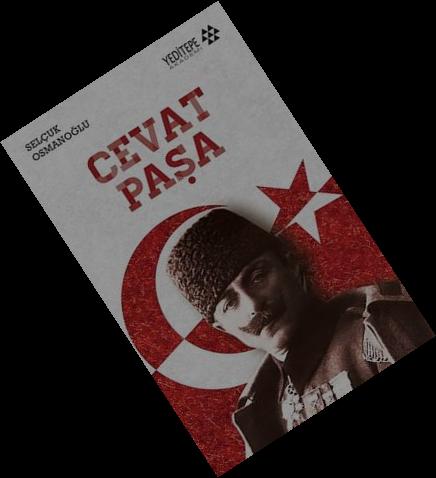 YEDİTEPE
AKADEMİ
SELÇUK
OSMANOĞLU
CEVAT
PAŞA